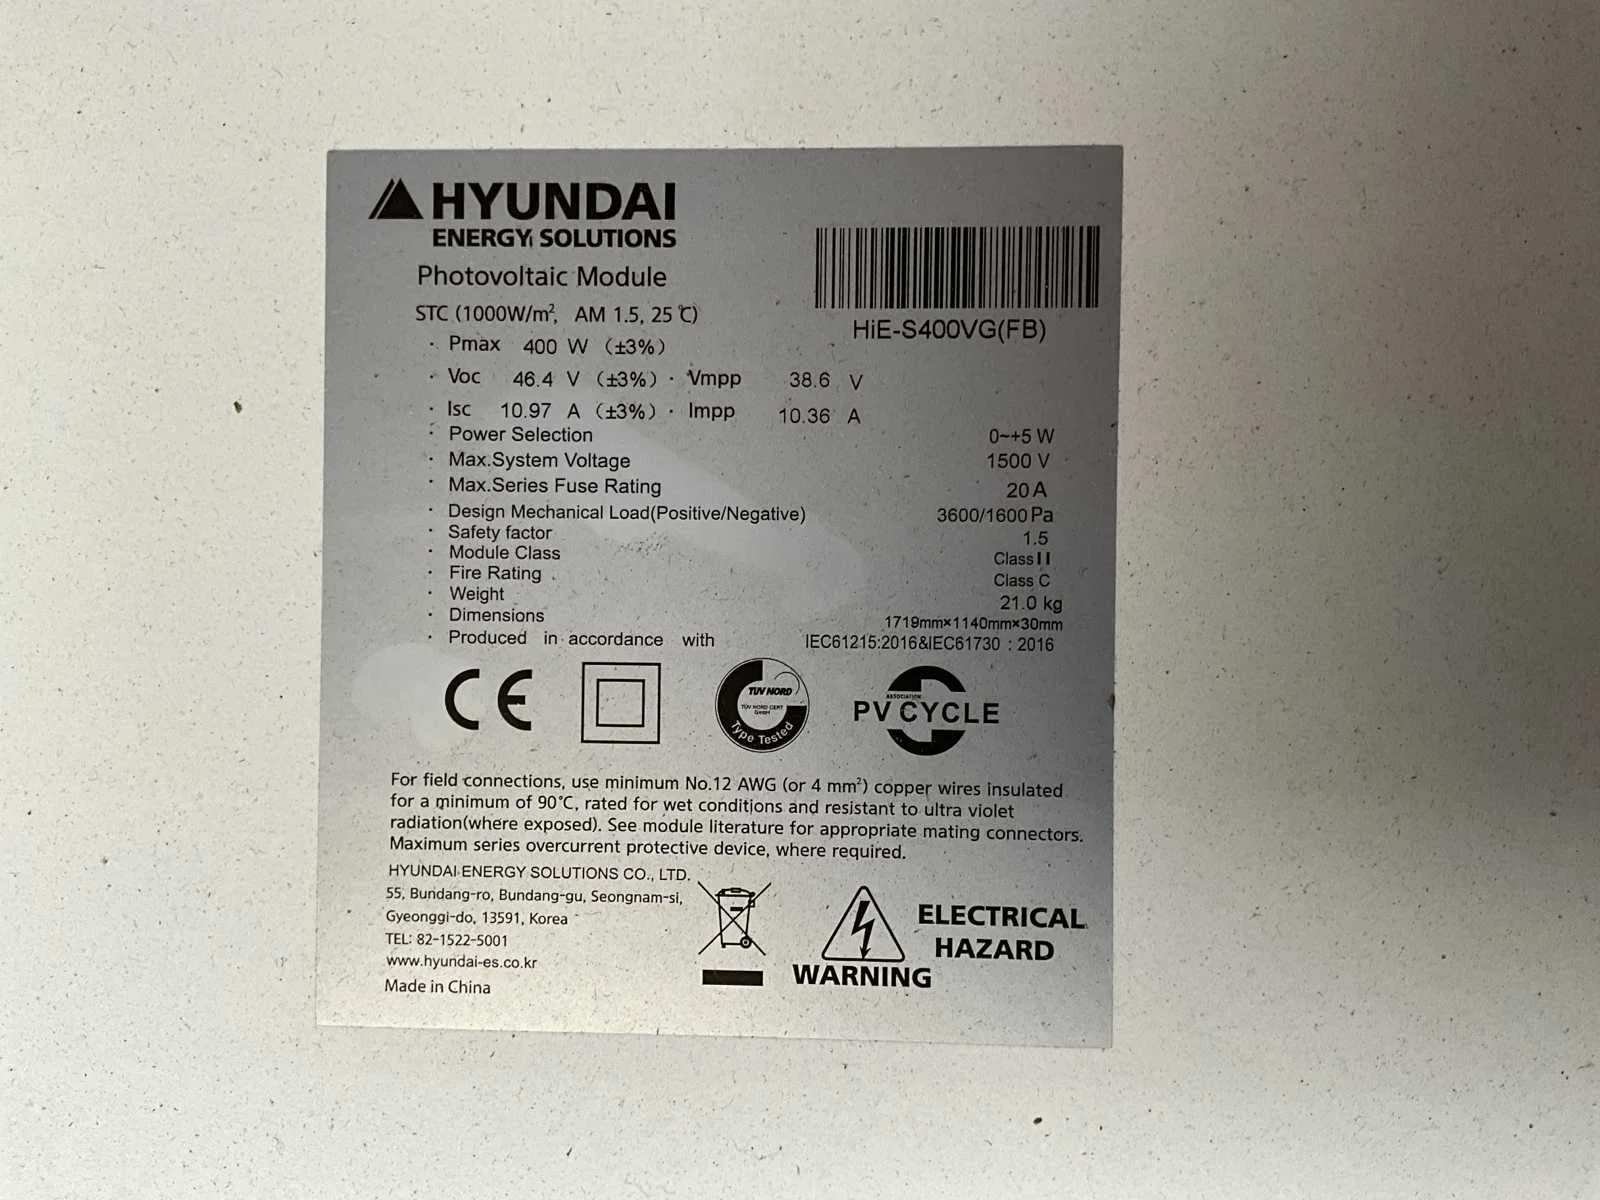 HYUNDAI
ENERGY SOLUTIONS
Photovoltaic Module
STC (1000W/m², AM 1.5, 25 ℃)
HiE-S400VG(FB)
· Pmax 400 W (±3%)
· Voc 46.4 V (±3%) · Vmpp 38.6 V
· Isc 10.97 A (±3%) · Impp 10.36 A
· Power Selection 0~+5 W
· Max.System Voltage 1500 V
· Max.Series Fuse Rating 20 A
· Design Mechanical Load(Positive/Negative) 3600/1600 Pa
· Safety factor 1.5
· Module Class Class II
· Fire Rating Class C
· Weight 21.0 kg
· Dimensions 1719mm×1140mm×30mm
· Produced in accordance with IEC61215:2016&IEC61730 : 2016
CE
TÜV NORD
TÜV NORD CERT
GmbH
Type Tested
ASSOCIATION
PV CYCLE
For field connections, use minimum No.12 AWG (or 4 mm²) copper wires insulated
for a minimum of 90℃, rated for wet conditions and resistant to ultra violet
radiation(where exposed). See module literature for appropriate mating connectors.
Maximum series overcurrent protective device, where required.
HYUNDAI ENERGY SOLUTIONS CO., LTD.
55, Bundang-ro, Bundang-gu, Seongnam-si,
Gyeonggi-do, 13591, Korea
TEL: 82-1522-5001
www.hyundai-es.co.kr
Made in China
WARNING
ELECTRICAL
HAZARD